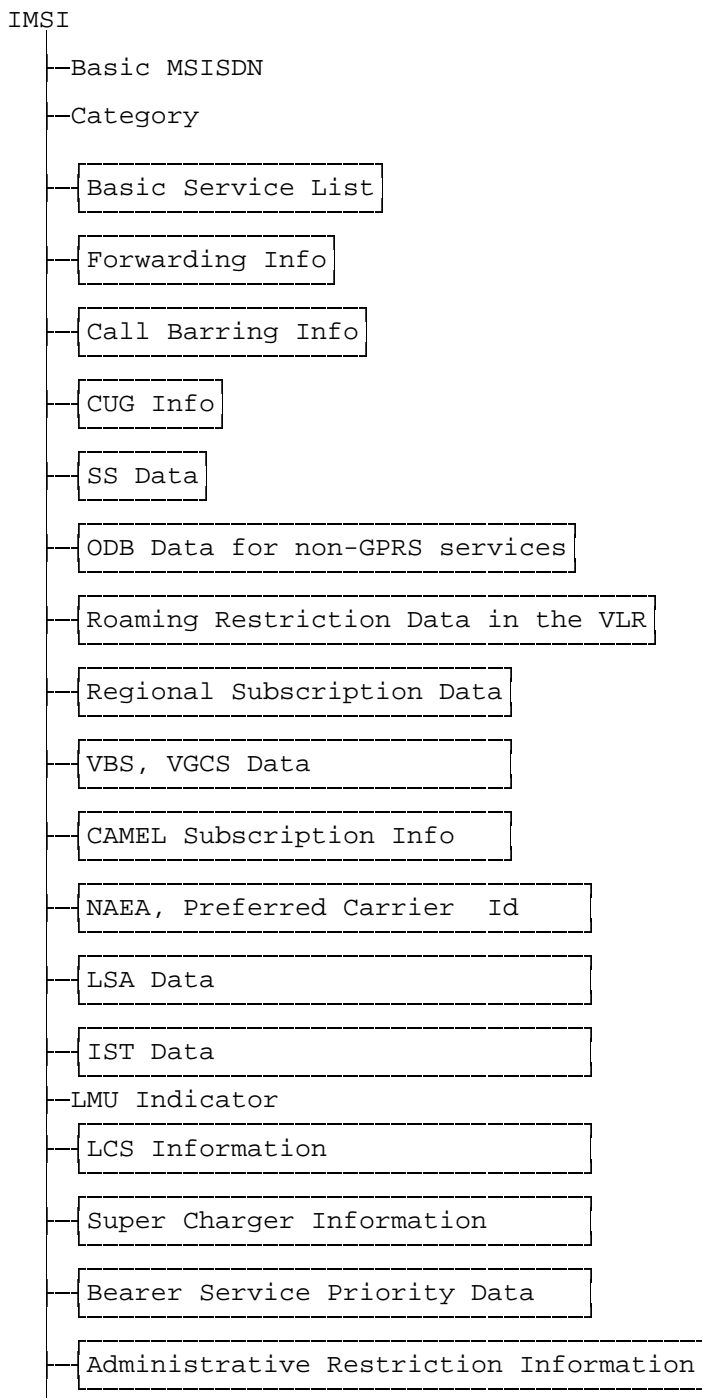 IMSI
Basic MSISDN
Category
Basic Service List
Forwarding Info
Call Barring Info
CUG Info
SS Data
ODB Data for non-GPRS services
Roaming Restriction Data in the VLR
Regional Subscription Data
VBS, VGCS Data
CAMEL Subscription Info
NAEA, Preferred Carrier Id
LSA Data
IST Data
LMU Indicator
LCS Information
Super Charger Information
Bearer Service Priority Data
Administrative Restriction Information